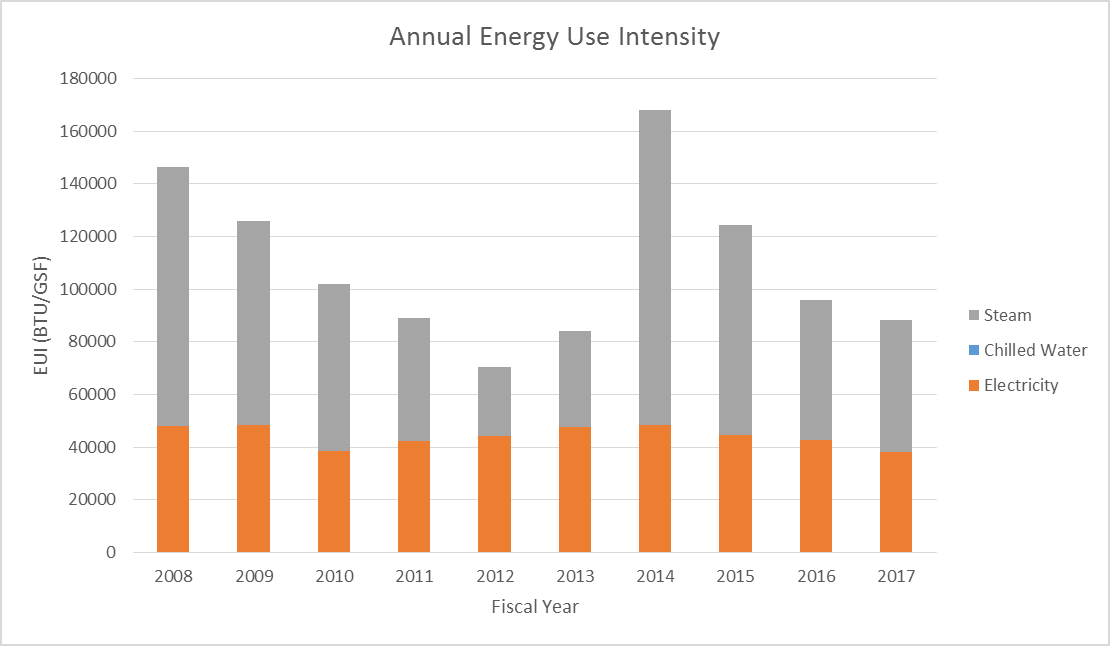 Annual Energy Use Intensity
180000
160000
140000
120000
100000
80000
60000
40000
20000
0
EUI (BTU/GSF)
2008 2009 2010 2011 2012 2013 2014 2015 2016 2017
Fiscal Year
Steam
Chilled Water
Electricity